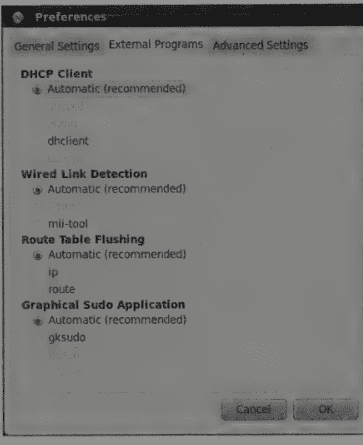 Preferences
General Settings External Programs Advanced Settings
DHCP Client
Automatic (recommended)
dhclient
Wired Link Detection
Automatic (recommended)
mii-tool
Route Table Flushing
Automatic (recommended)
ip
route
Graphical Sudo Application
Automatic (recommended)
gksudo
Cancel OK